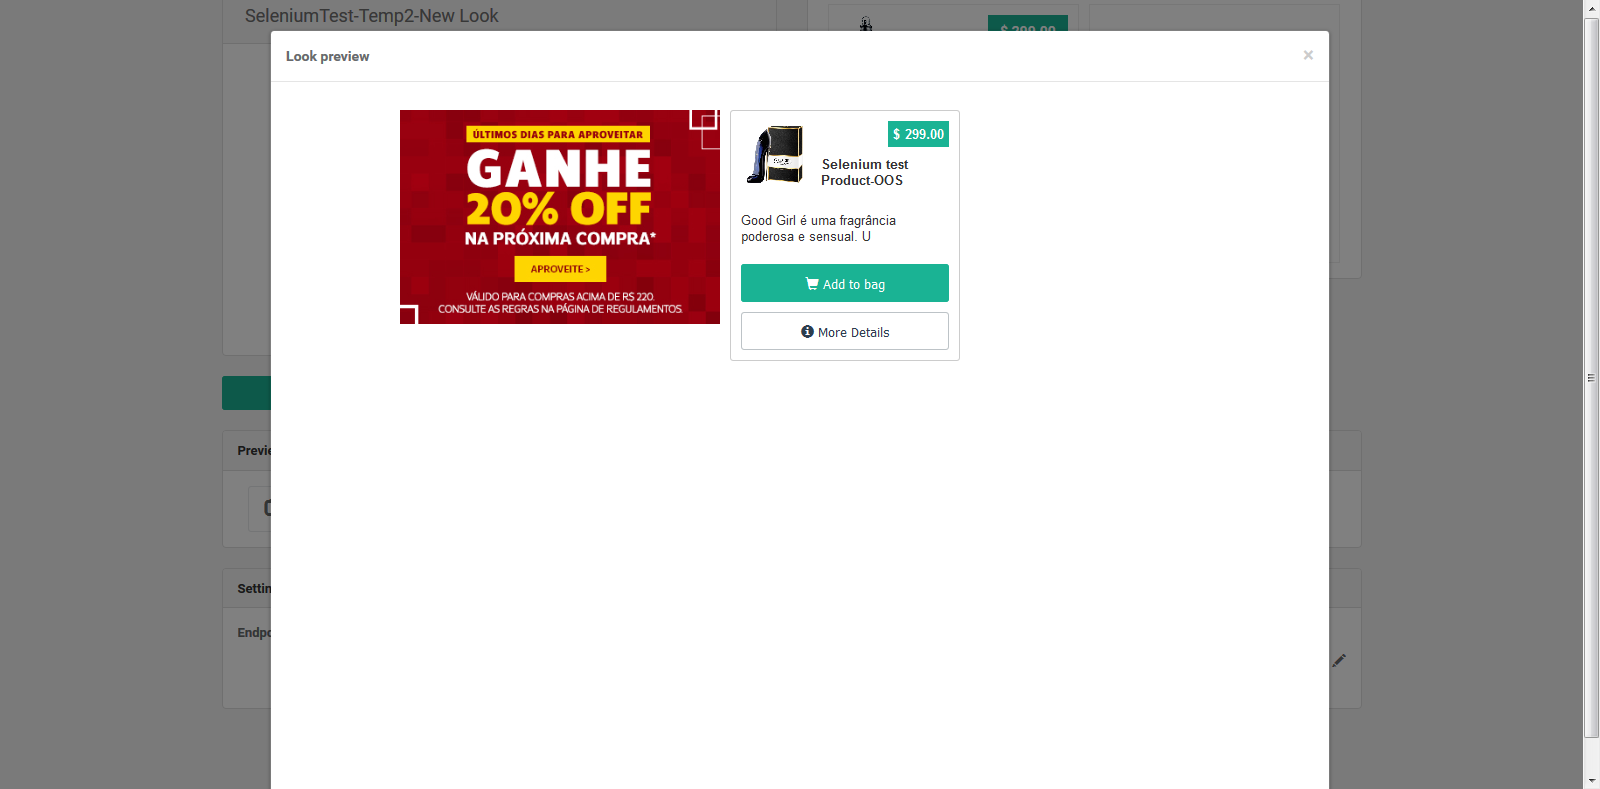 SeleniumTest-Temp2-New Look
Look preview
×
ÚLTIMOS DIAS PARA APROVEITAR
GANHE
20% OFF
NA PRÓXIMA COMPRA*
APROVEITE >
VÁLIDO PARA COMPRAS ACIMA DE R$ 220.
CONSULTE AS REGRAS NA PÁGINA DE REGULAMENTOS.
$ 299.00
Selenium test
Product-OOS
Good Girl é uma fragrância
poderosa e sensual. U
Add to bag
More Details
Previe
Settin
Endpo